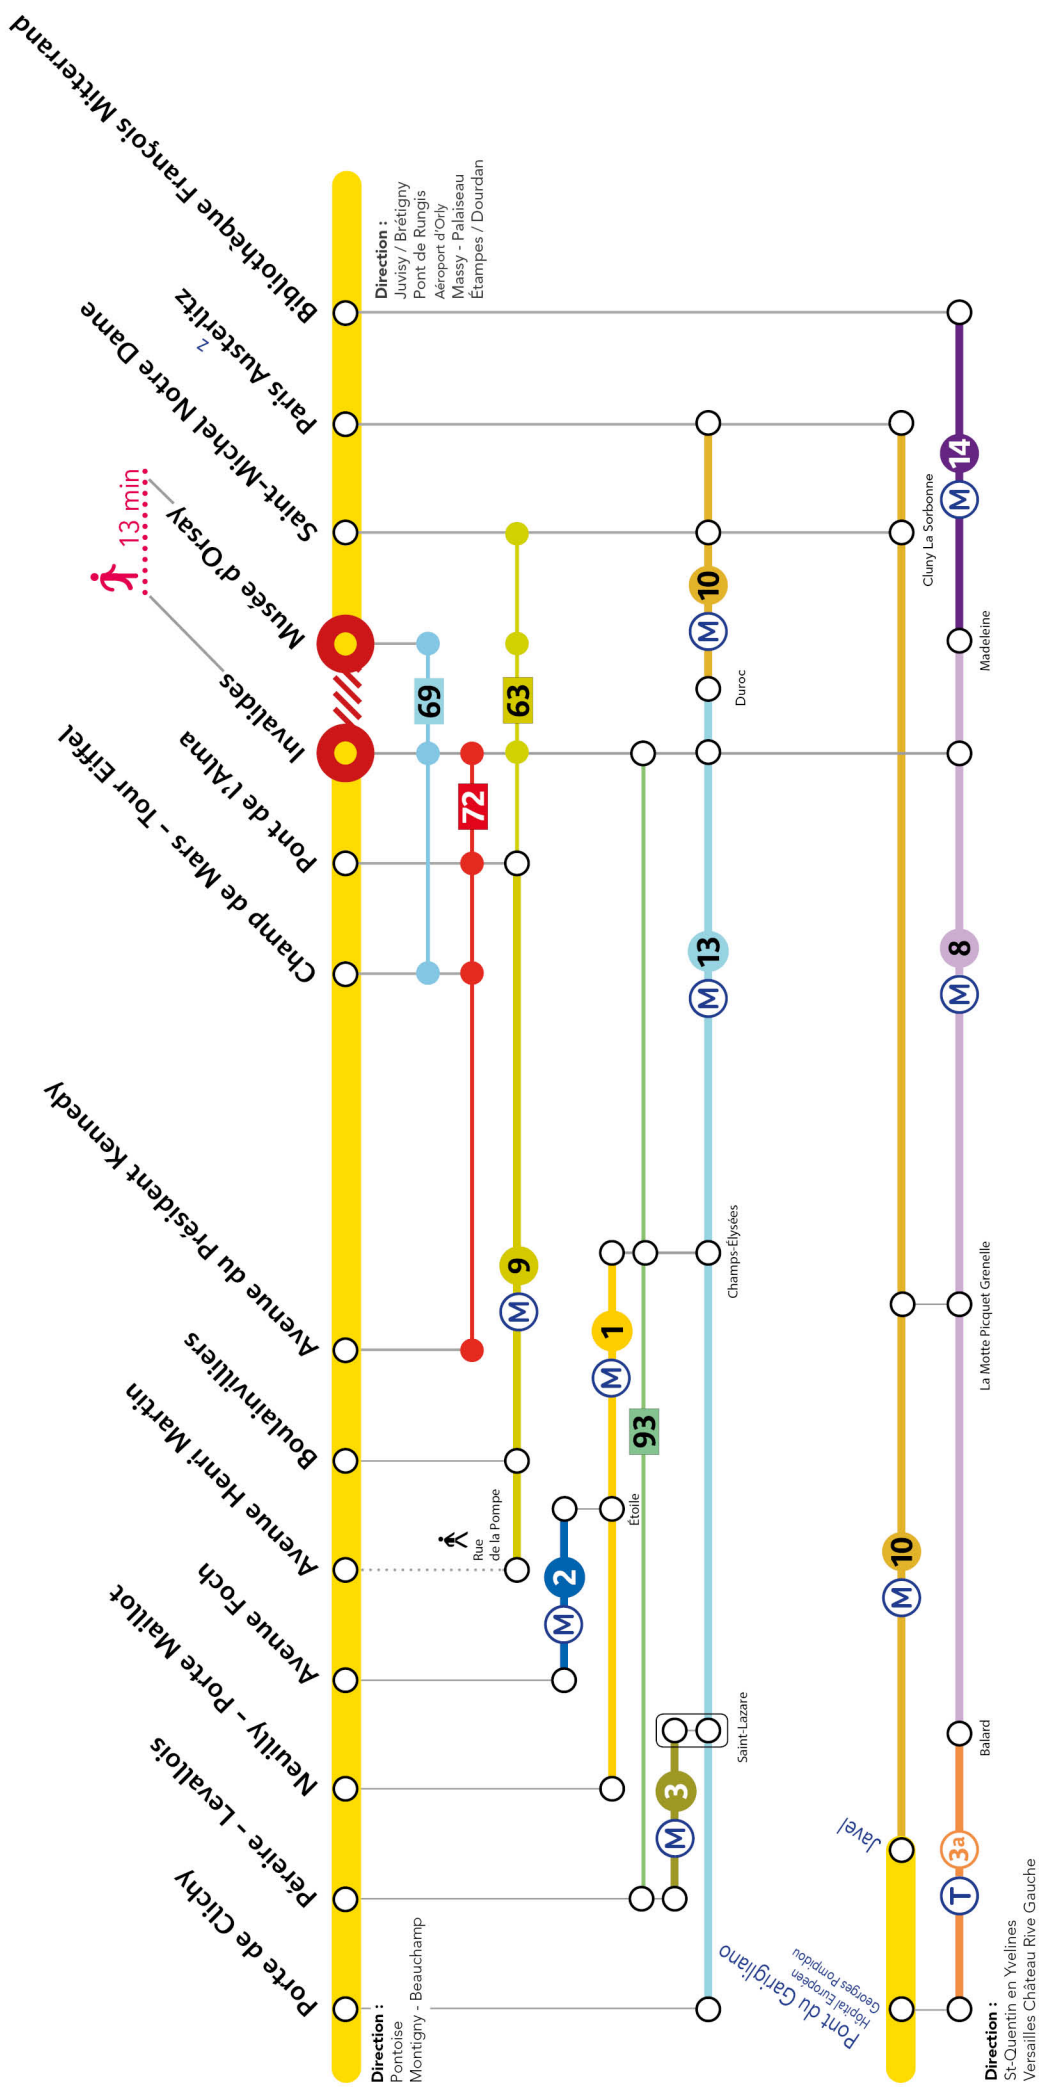 Porte de Clichy
Péreire - Levallois
Neuilly - Porte Maillot
Avenue Foch
Avenue Henri Martin
Boulainvilliers
Avenue du Président Kennedy
Champ de Mars - Tour Eiffel
Pont de l'Alma
Invalides
Musée d'Orsay
Saint-Michel Notre Dame
Paris Austerlitz
z
Bibliothèque François Mitterrand
13 min
Direction :
Pontoise
Montigny - Beauchamp
Direction :
Juvisy / Brétigny
Pont de Rungis
Aéroport d'Orly
Massy - Palaiseau
Étampes / Dourdan
69
72
Rue
de la Pompe
M 9
63
M 2
Étoile
M 1
93
M 3
Saint-Lazare
Champs-Élysées
M 13
Duroc
M 10
Pont du Garigliano
Hôpital Européen
Georges Pompidou
Javel
M 10
Cluny La Sorbonne
T 3a
Balard
La Motte Picquet Grenelle
M 8
Madeleine
M 14
Direction :
St-Quentin en Yvelines
Versailles Château Rive Gauche